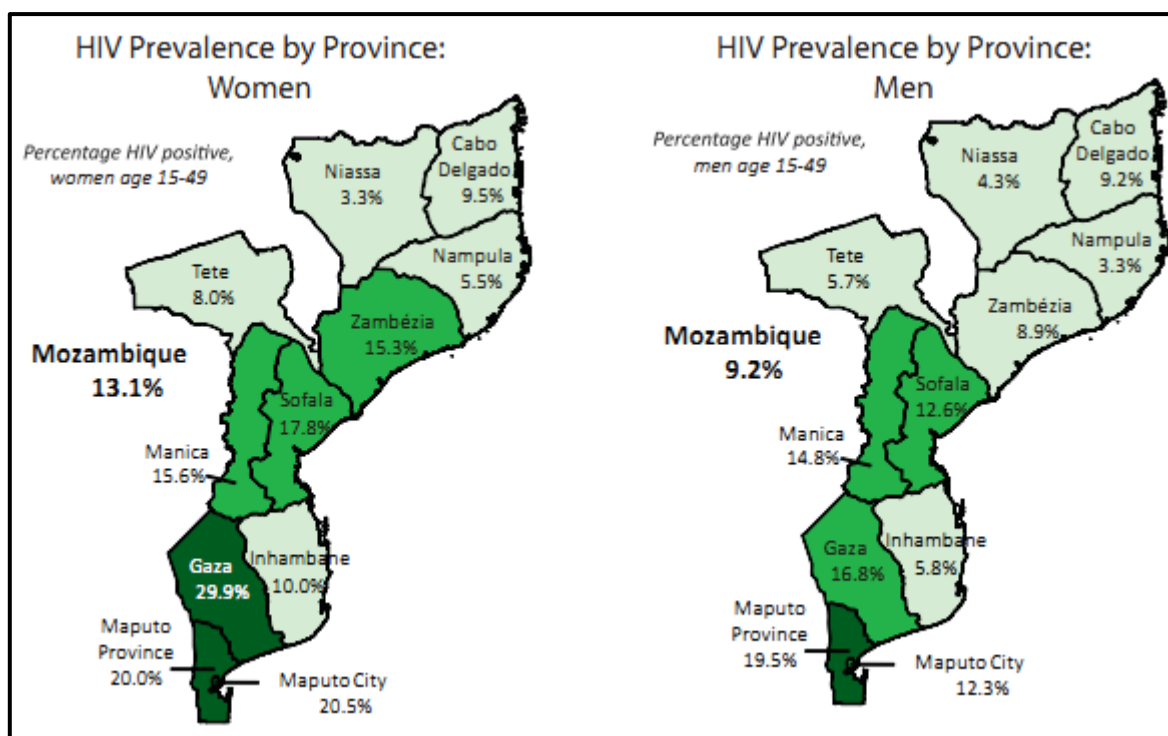 HIV Prevalence by Province:
Women
Percentage HIV positive,
women age 15-49
Niassa
3.3%
Cabo
Delgado
9.5%
Nampula
5.5%
Tete
8.0%
Zambézia
15.3%
Mozambique
13.1%
Sofala
17.8%
Manica
15.6%
Gaza
29.9%
Inhambane
10.0%
Maputo
Province
20.0%
Maputo City
20.5%
HIV Prevalence by Province:
Men
Percentage HIV positive,
men age 15-49
Niassa
4.3%
Cabo
Delgado
9.2%
Nampula
3.3%
Tete
5.7%
Zambézia
8.9%
Mozambique
9.2%
Sofala
12.6%
Manica
14.8%
Gaza
16.8%
Inhambane
5.8%
Maputo
Province
19.5%
Maputo City
12.3%